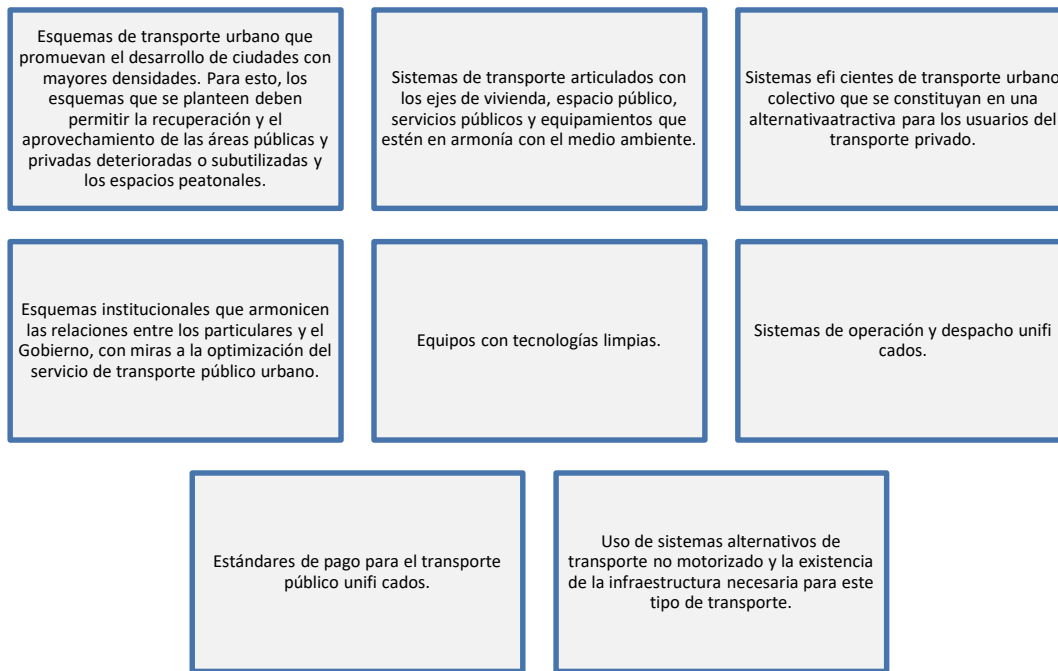 Esquemas de transporte urbano que
promuevan el desarrollo de ciudades con
mayores densidades. Para esto, los
esquemas que se planteen deben
permitir la recuperación y el
aprovechamiento de las áreas públicas y
privadas deterioradas o subutilizadas y
los espacios peatonales.
Sistemas de transporte articulados con
los ejes de vivienda, espacio público,
servicios públicos y equipamientos que
estén en armonía con el medio ambiente.
Sistemas efi cientes de transporte urbano
colectivo que se constituyan en una
alternativaatractiva para los usuarios del
transporte privado.
Esquemas institucionales que armonicen
las relaciones entre los particulares y el
Gobierno, con miras a la optimización del
servicio de transporte público urbano.
Equipos con tecnologías limpias.
Sistemas de operación y despacho unifi
cados.
Estándares de pago para el transporte
público unifi cados.
Uso de sistemas alternativos de
transporte no motorizado y la existencia
de la infraestructura necesaria para este
tipo de transporte.